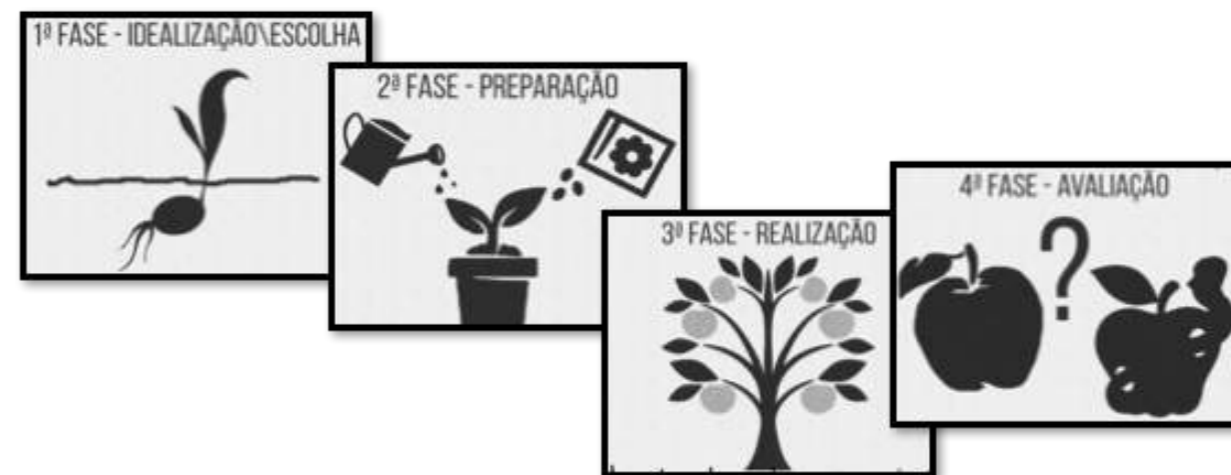 1ª FASE - IDEALIZAÇÃO\ESCOLHA
2ª FASE - PREPARAÇÃO
3ª FASE - REALIZAÇÃO
4ª FASE - AVALIAÇÃO
?